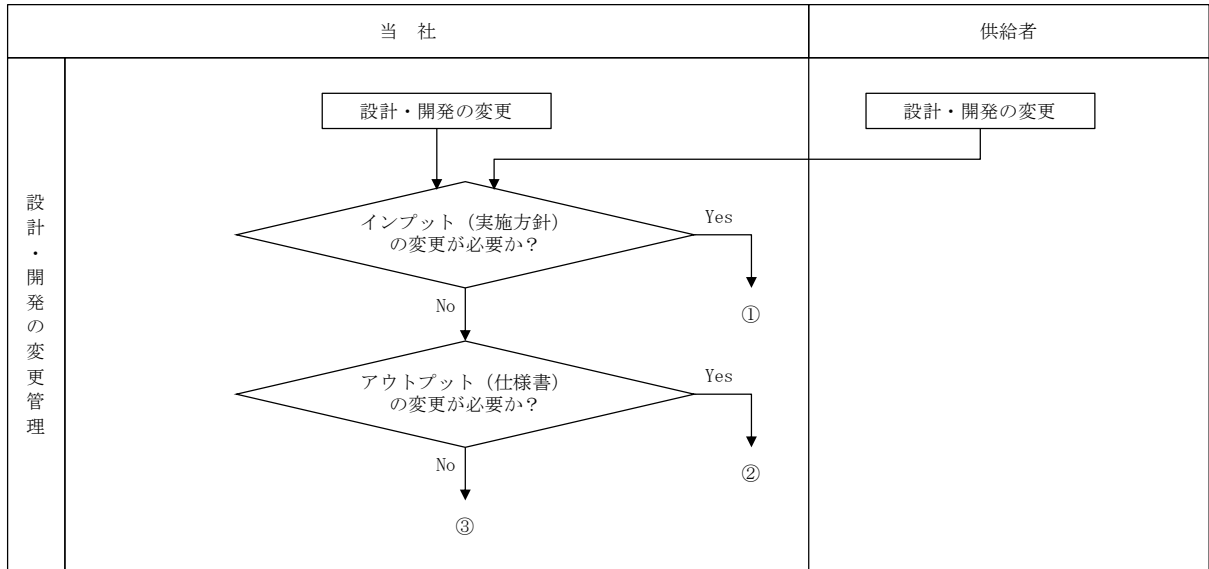 当　社
供給者
設計・開発の変更管理
設計・開発の変更
設計・開発の変更
インプット（実施方針）
の変更が必要か？
Yes
①
No
アウトプット（仕様書）
の変更が必要か？
Yes
②
No
③